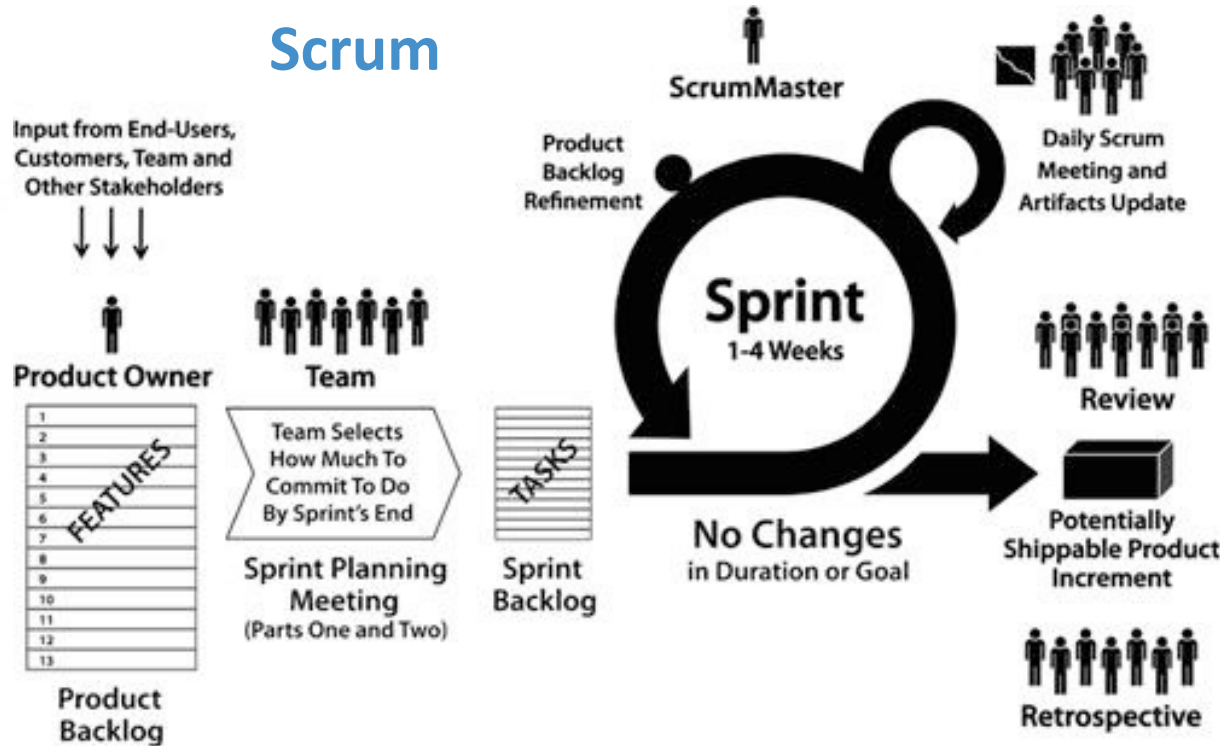 Scrum
Input from End-Users,
Customers, Team and
Other Stakeholders
Product Owner
1
2
3
4
5
6
7
8
9
10
11
12
13
FEATURES
Product
Backlog
Team
Team Selects
How Much To
Commit To Do
By Sprint's End
Sprint Planning
Meeting
(Parts One and Two)
TASKS
Sprint
Backlog
Product
Backlog
Refinement
ScrumMaster
Daily Scrum
Meeting and
Artifacts Update
Sprint
1-4 Weeks
No Changes
in Duration or Goal
Review
Potentially
Shippable Product
Increment
Retrospective